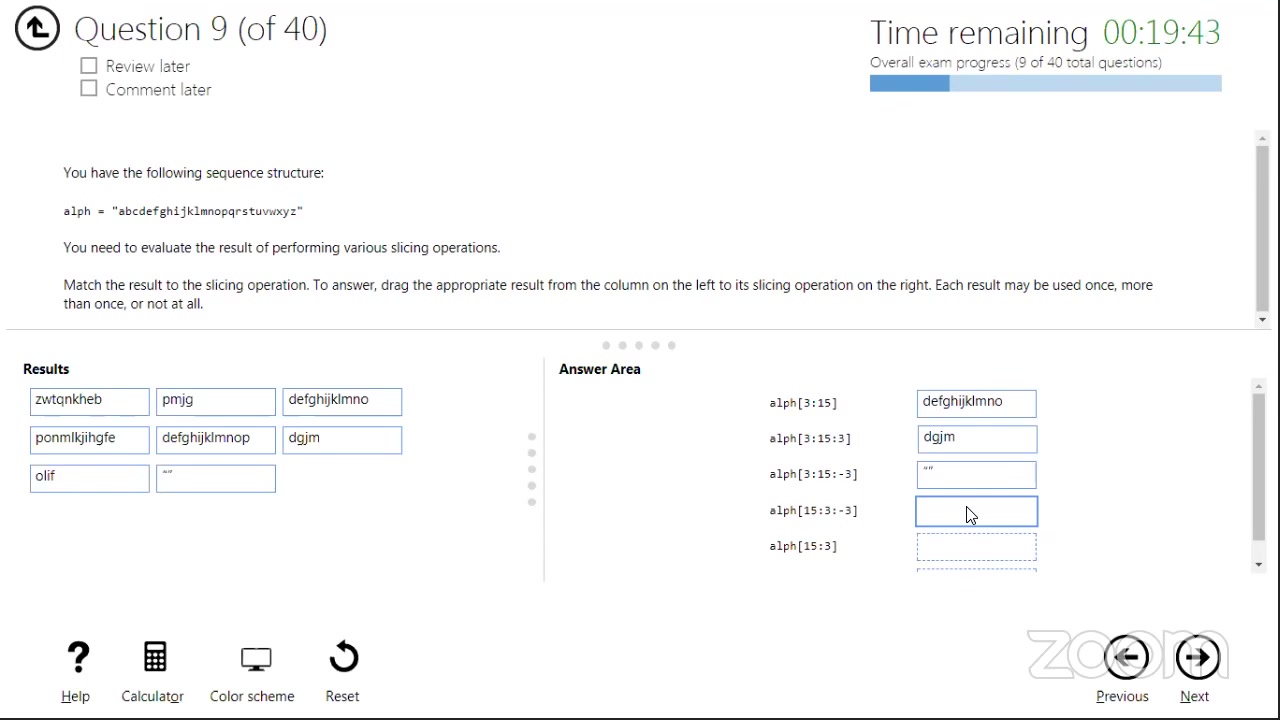 Question 9 (of 40)
Time remaining 00:19:43
Review later
Overall exam progress (9 of 40 total questions)
Comment later
You have the following sequence structure:
alph = "abcdefghijklmnopqrstuvwxyz"
You need to evaluate the result of performing various slicing operations.
Match the result to the slicing operation. To answer, drag the appropriate result from the column on the left to its slicing operation on the right. Each result may be used once, more
than once, or not at all.
Results
zwtqnkheb pmjg defghijklmno
ponmlkjihgfe defghijklmnop dgjm
olif “”
Answer Area
alph[3:15] defghijklmno
alph[3:15:3] dgjm
alph[3:15:-3] “”
alph[15:3:-3]
alph[15:3]
? Help
Calculator
Color scheme
Reset
zoom
Previous
Next